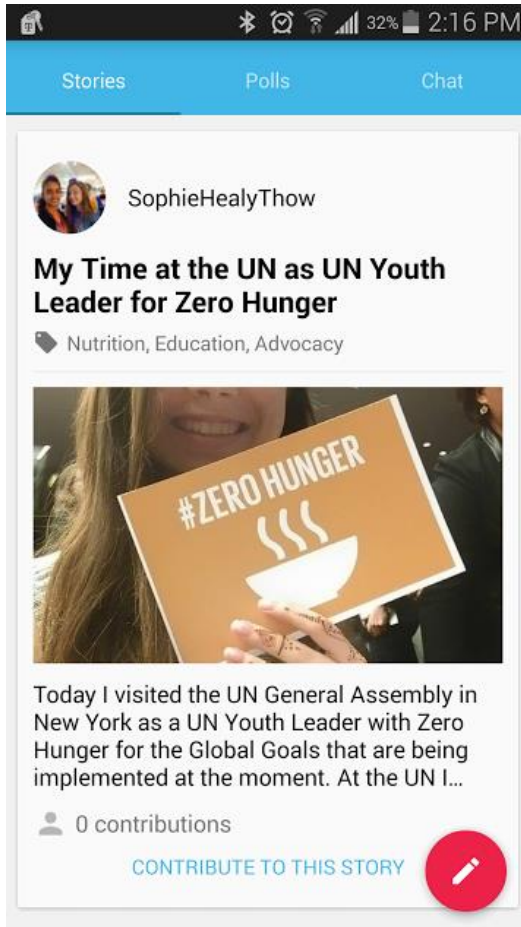 32% 2:16 PM
Stories Polls Chat
SophieHealyThow
My Time at the UN as UN Youth
Leader for Zero Hunger
Nutrition, Education, Advocacy
#ZERO HUNGER
Today I visited the UN General Assembly in
New York as a UN Youth Leader with Zero
Hunger for the Global Goals that are being
implemented at the moment. At the UN I...
0 contributions
CONTRIBUTE TO THIS STORY